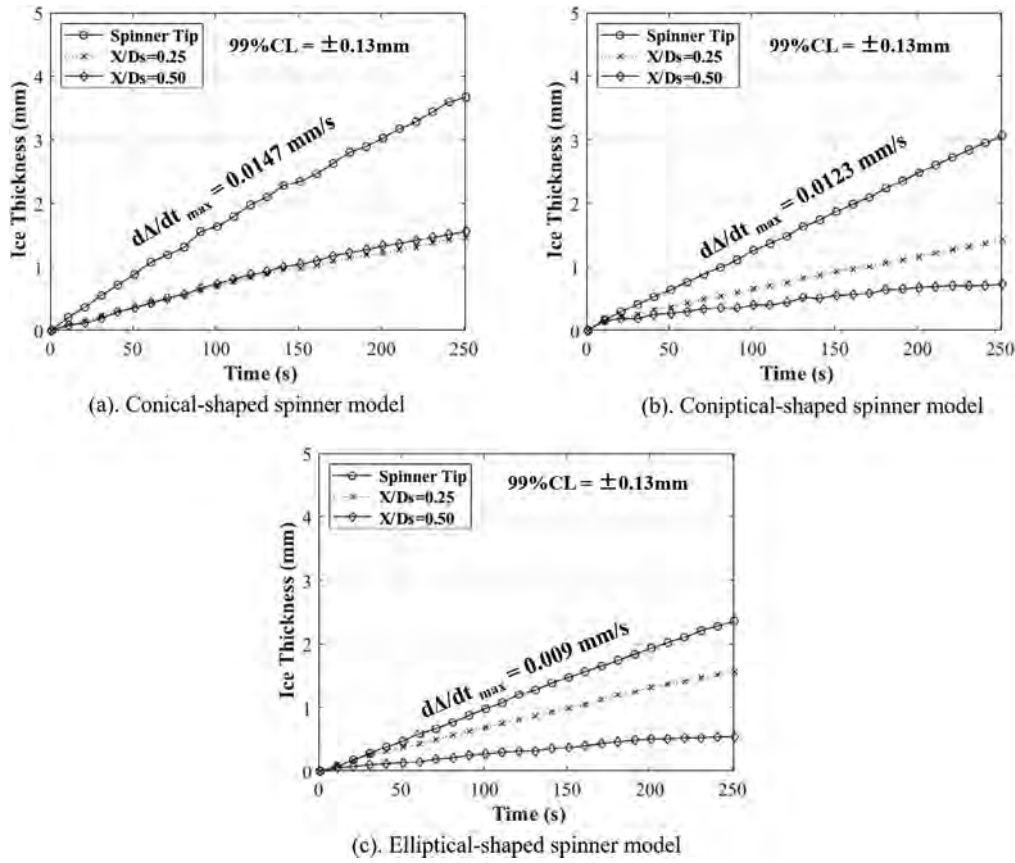 5
4
3
2
1
0
Ice Thickness (mm)
Spinner Tip
X/Ds=0.25
X/Ds=0.50
99%CL = ±0.13mm
dΔ/dt max = 0.0147 mm/s
0 50 100 150 200 250
Time (s)
(a). Conical-shaped spinner model
5
4
3
2
1
0
Ice Thickness (mm)
Spinner Tip
X/Ds=0.25
X/Ds=0.50
99%CL = ±0.13mm
dΔ/dt max = 0.0123 mm/s
0 50 100 150 200 250
Time (s)
(b). Coniptical-shaped spinner model
5
4
3
2
1
0
Ice Thickness (mm)
Spinner Tip
X/Ds=0.25
X/Ds=0.50
99%CL = ±0.13mm
dΔ/dt max = 0.009 mm/s
0 50 100 150 200 250
Time (s)
(c). Elliptical-shaped spinner model